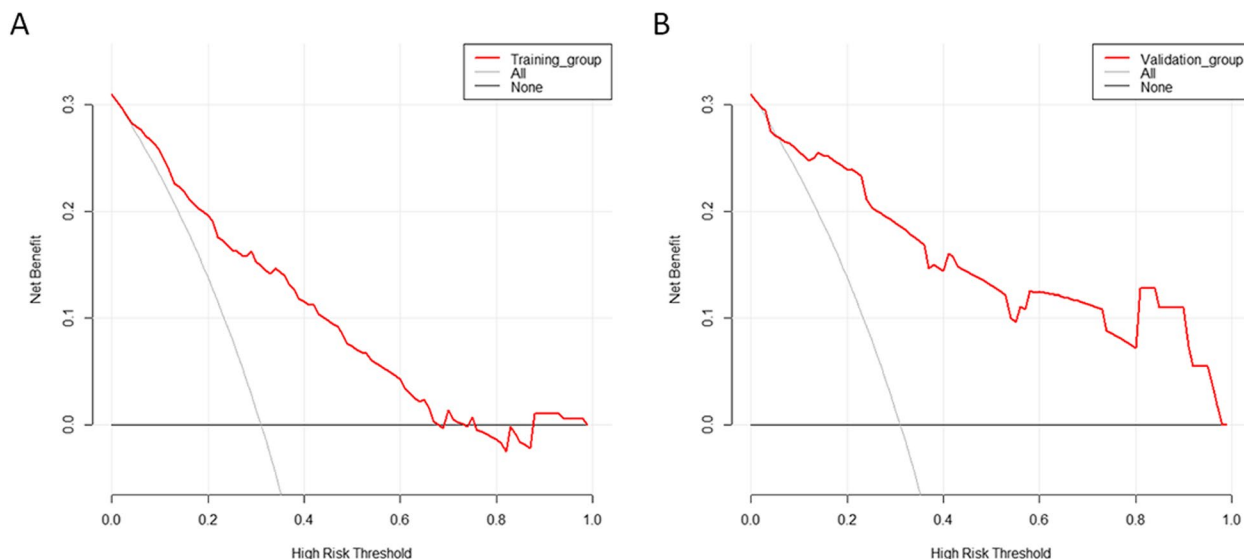 A
Training_group
All
None
0.3
0.2
0.1
0.0
Net Benefit
0.0 0.2 0.4 0.6 0.8 1.0
High Risk Threshold
B
Validation_group
All
None
0.3
0.2
0.1
0.0
Net Benefit
0.0 0.2 0.4 0.6 0.8 1.0
High Risk Threshold